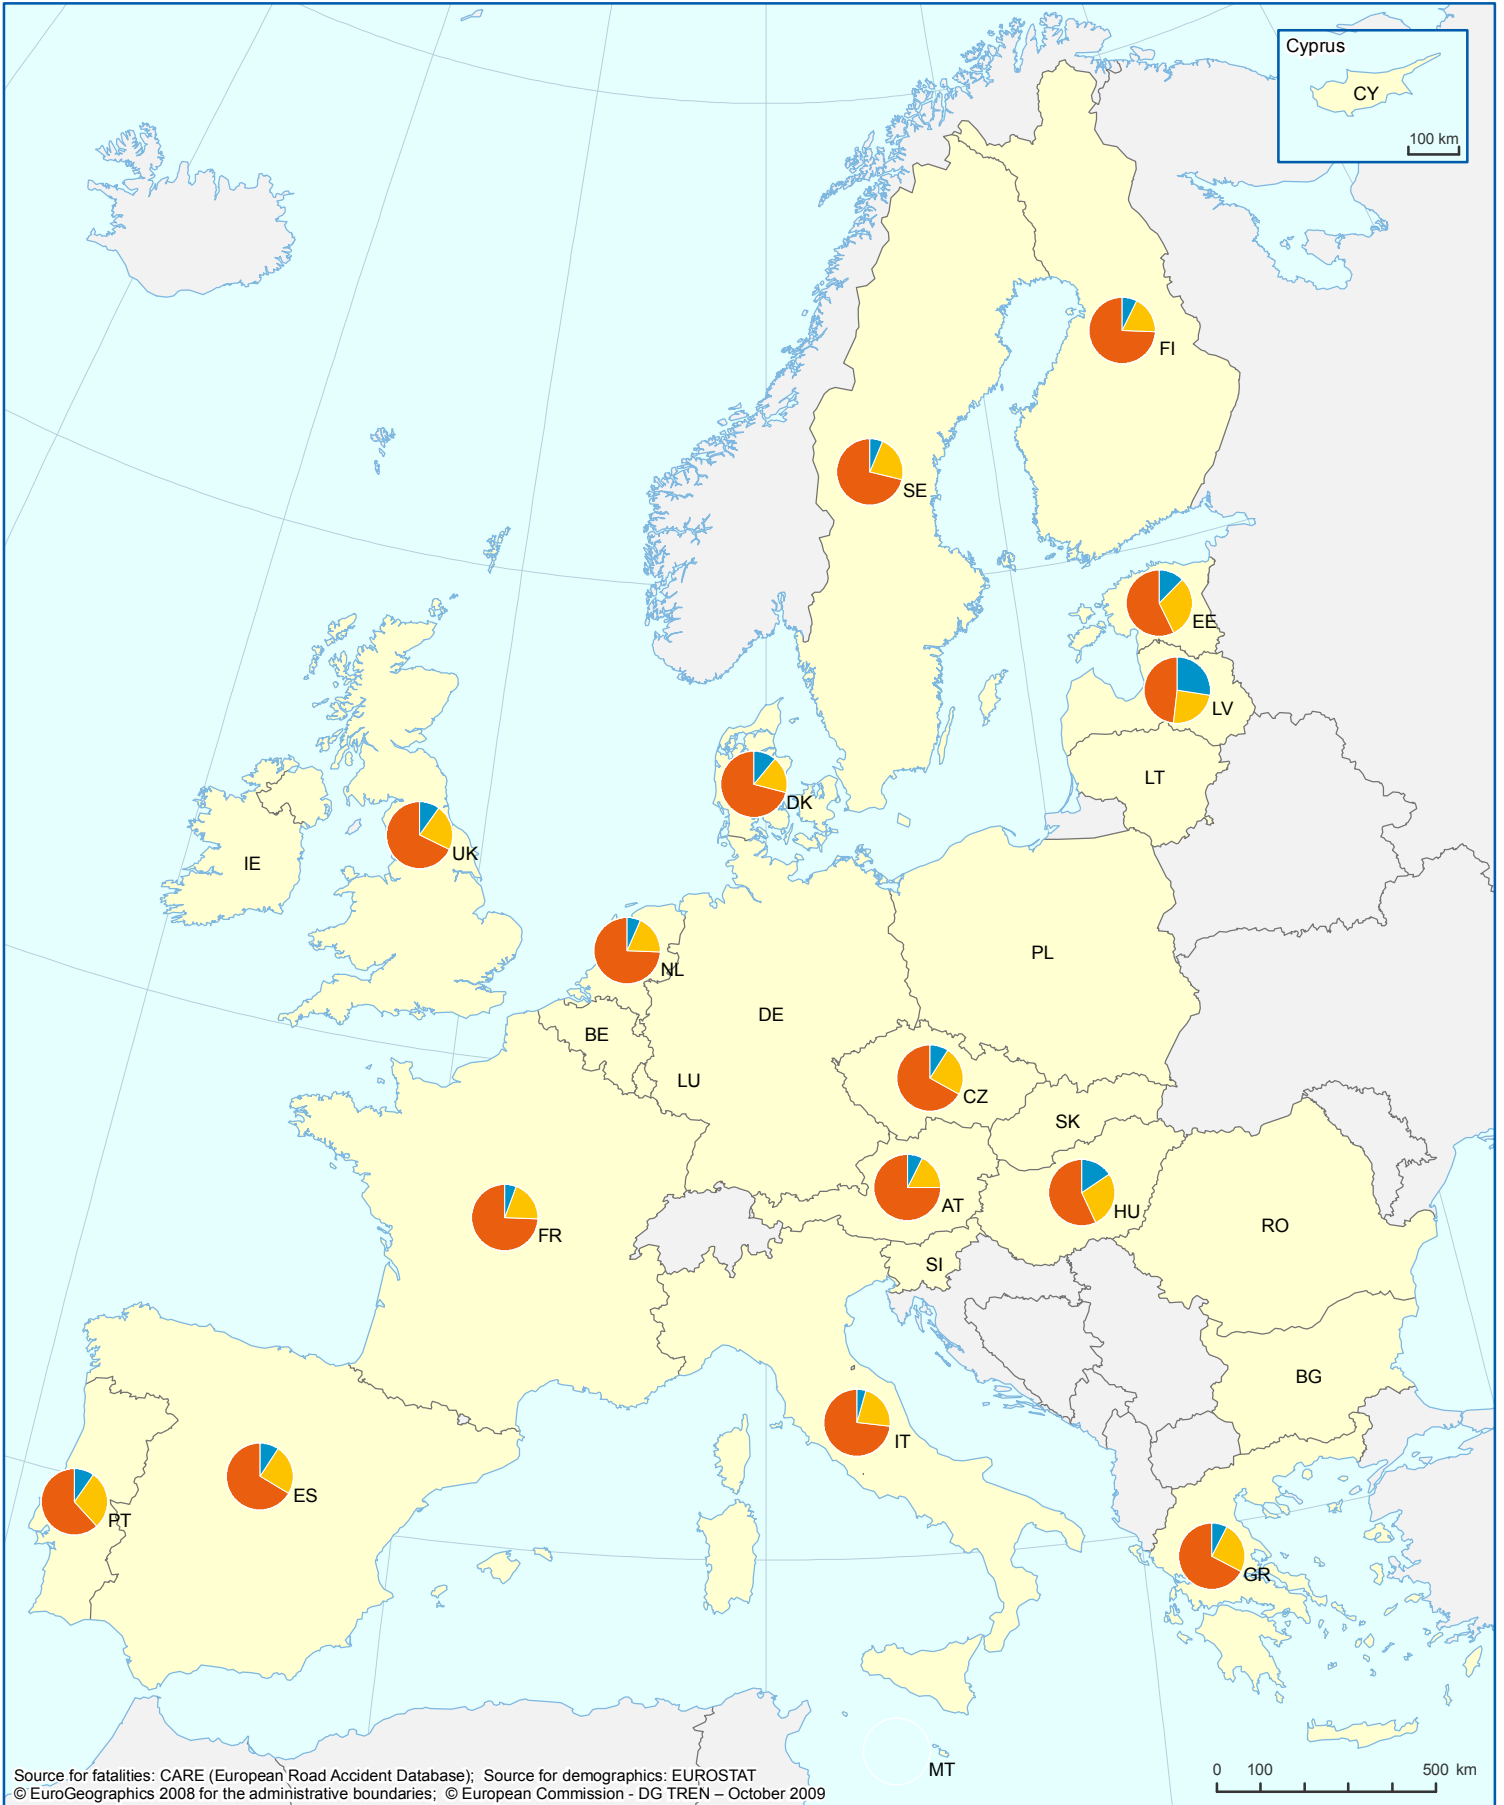 Cyprus
CY
100 km
FI
SE
EE
LV
LT
DK
UK
IE
NL
PL
DE
BE
LU
CZ
SK
AT
HU
FR
RO
SI
BG
IT
ES
PT
GR
MT
0 100 500 km
Source for fatalities: CARE (European Road Accident Database); Source for demographics: EUROSTAT
© EuroGeographics 2008 for the administrative boundaries; © European Commission - DG TREN – October 2009